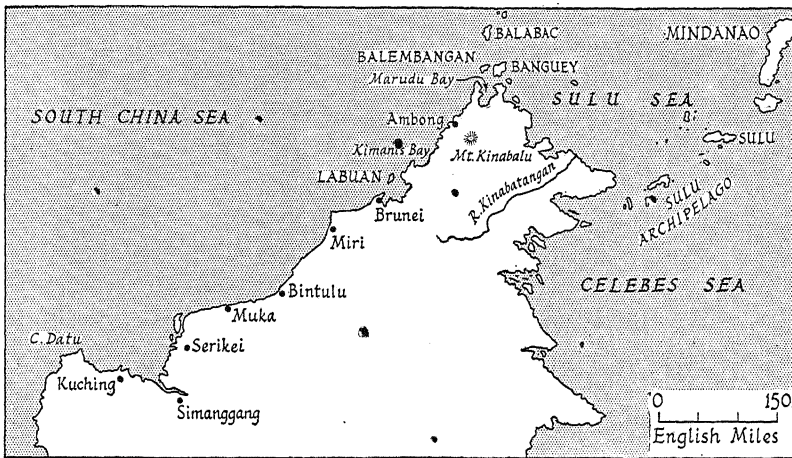 BALABAC
MINDANAO
BALEMBANGAN
BANGUEY
Marudu Bay
SOUTH CHINA SEA
SULU SEA
Ambong
SULU
Kimanis Bay
Mt. Kinabalu
LABUAN
R. Kinabatangan
SULU
ARCHIPELAGO
Brunei
Miri
CELEBES SEA
Bintulu
Muka
C. Datu
Serikei
Kuching
Simanggang
0 150
English Miles